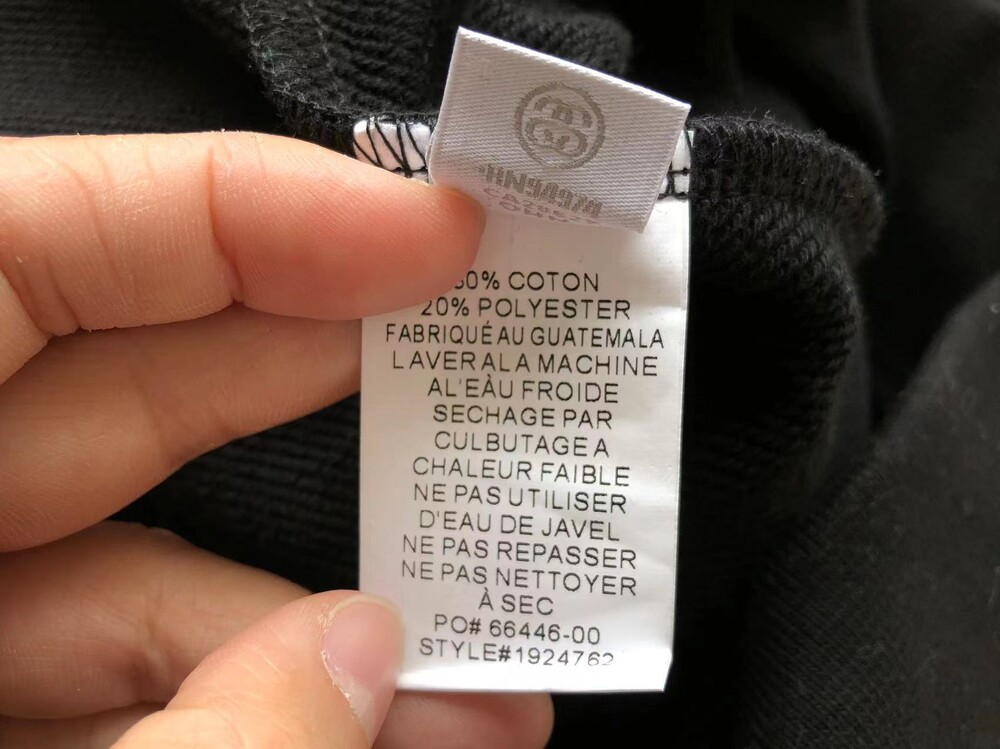 0% COTON
20% POLYESTER
FABRIQUÉ AU GUATEMALA
LAVER A LA MACHINE
A L'EÀU FROIDE
SECHAGE PAR
CULBUTAGE A
CHALEUR FAIBLE
NE PAS UTILISER
D'EAU DE JAVEL
NE PAS REPASSER
NE PAS NETTOYER
À SEC
PO# 66446-00
STYLE#1924762